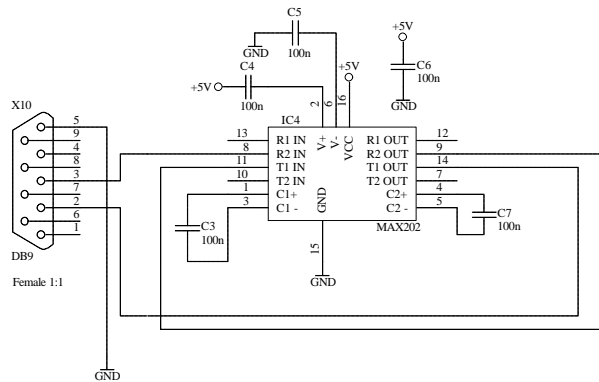 C5
+5V
GND
100n
C4
C6
100n
+5V
+5V
100n
GND
2
6
16
X10
IC4
5
9
4
8
3
7
2
6
1
13
R1 IN
V+
V-
VCC
R1 OUT
12
8
R2 IN
R2 OUT
9
11
T1 IN
T1 OUT
14
10
T2 IN
T2 OUT
7
1
C1+
GND
C2+
4
3
C1 -
C2 -
5
C3
100n
C7
100n
15
MAX202
DB9
Female 1:1
GND
GND